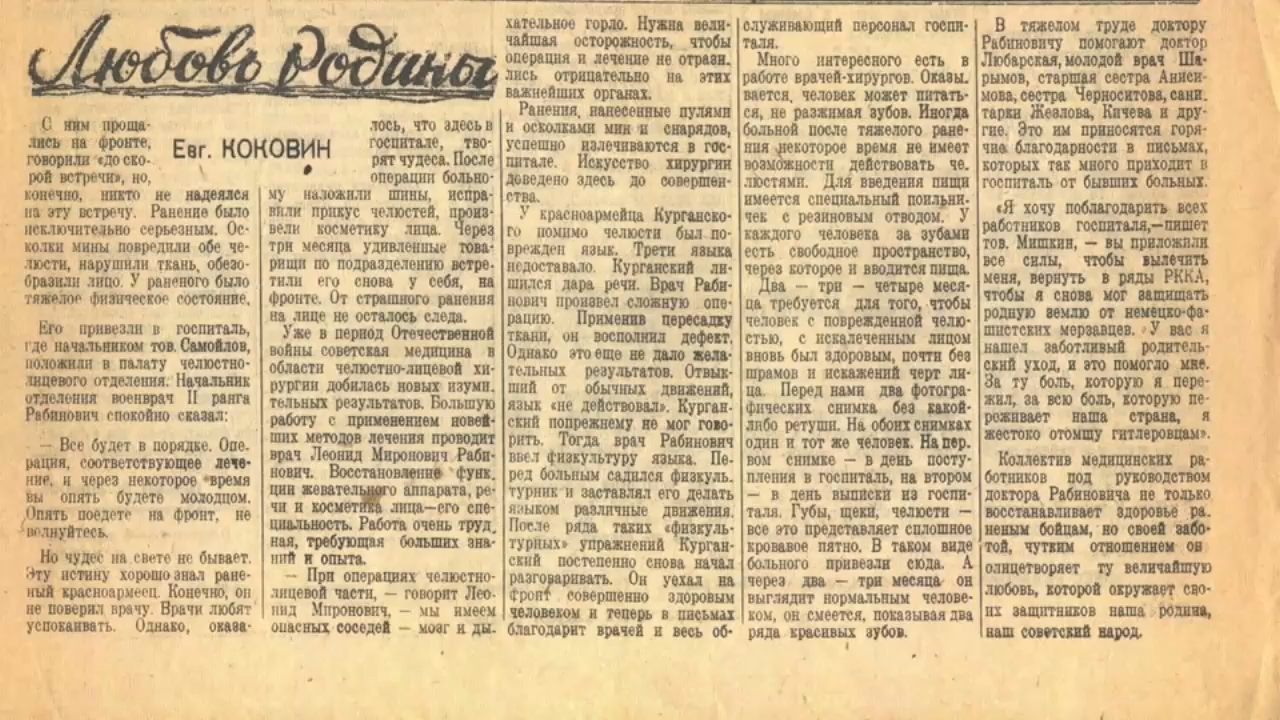 Любовь Родины
Евг. КОКОВИН
С ним проща-
лись на фронте,
говорили «до ско-
рой встречи», но,
конечно, никто не надеялся
на эту встречу. Ранение было
исключительно серьезным. Ос-
колки мины повредили обе че-
люсти, нарушили ткань, обезо-
бразили лицо. У раненого было
тяжелое физическое состояние.
Его привезли в госпиталь,
где начальником тов. Самойлов,
положили в палату челюстно-
лицевого отделения. Начальник
отделения военврач II ранга
Рабинович спокойно сказал:
— Все будет в порядке. Опе-
рация, соответствующее лече-
ние, и через некоторое время
вы опять будете молодцом.
Опять поедете на фронт, не
волнуйтесь.
Но чудес на свете не бывает.
Эту истину хорошо знал ране-
ный красноармеец. Конечно, он
не поверил врачу. Врачи любят
успокаивать. Однако, оказа-
лось, что здесь в
госпитале, тво-
рят чудеса. После
операции больно-
му наложили шины, испра-
вили прикус челюстей, произ-
вели косметику лица. Через
три месяца удивленные това-
рищи по подразделению встре-
тили его снова у себя, на
фронте. От страшного ранения
на лице не осталось следа.
Уже в период Отечественной
войны советская медицина в
области челюстно-лицевой хи-
рургии добилась новых изуми.
тельных результатов. Большую
работу с применением новей-
ших методов лечения проводит
врач Леонид Миронович Раби-
нович. Восстановление функ.
ции жевательного аппарата, ре-
чи и косметика лица—его спе-
циальность. Работа очень труд.
ная, требующая больших зна-
ний и опыта.
— При операциях челюстно-
лицевой части, — говорит Лео-
нид Миронович, — мы имеем
опасных соседей — мозг и ды.
хательное горло. Нужна вели-
чайшая осторожность, чтобы
операция и лечение не отрази.
лись отрицательно на этих
важнейших органах.
Ранения, нанесенные пулями
и осколками мин и снарядов,
успешно излечиваются в гос-
питале. Искусство хирургии
доведено здесь до совершен-
ства.
У красноармейца Курганско-
го помимо челюсти был по-
врежден язык. Трети языка
недоставало. Курганский ли-
шился дара речи. Врач Раби-
нович произвел сложную опе-
рацию. Применив пересадку
ткани, он восполнил дефект.
Однако это еще не дало жела-
тельных результатов. Отвык-
ший от обычных движений,
язык «не действовал». Курган-
ский попрежнему не мог гово-
рить. Тогда врач Рабинович
ввел физкультуру языка. Пе-
ред больным садился физкуль.
турник и заставлял его делать
языком различные движения.
После ряда таких «физкуль-
турных» упражнений Курган-
ский постепенно снова начал
разговаривать. Он уехал на
фронт совершенно здоровым
человеком и теперь в письмах
благодарит врачей и весь об-
служивающий персонал госпи-
таля.
Много интересного есть в
работе врачей-хирургов. Оказы.
вается, человек может питать-
ся, не разжимая зубов. Иногда
больной после тяжелого ране-
ния некоторое время не имеет
возможности действовать че.
люстями. Для введения пищи
имеется специальный поильни-
чек с резиновым отводом. У
каждого человека за зубами
есть свободное пространство,
через которое и вводится пища.
Два — три — четыре меся-
ца требуется для того, чтобы
человек с поврежденной челю-
стью, с искалеченным лицом
вновь был здоровым, почти без
шрамов и искажений черт ли-
ца. Перед нами два фотогра-
фических снимка без какой-
либо ретуши. На обоих снимках
один и тот же человек. На пер.
вом снимке — в день посту-
пления в госпиталь, на втором
— в день выписки из госпи-
таля. Губы, щеки, челюсти —
все это представляет сплошное
кровавое пятно. В таком виде
больного привезли сюда. А
через два — три месяца он
выглядит нормальным челове-
ком, он смеется, показывая два
ряда красивых зубов.
В тяжелом труде доктору
Рабиновичу помогают доктор
Любарская, молодой врач Ша-
рымов, старшая сестра Аниси-
мова, сестра Черноситова, сани.
тарки Жезлова, Кичева и дру-
гие. Это им приносятся горя-
чие благодарности в письмах,
которых так много приходит в
госпиталь от бывших больных.
«Я хочу поблагодарить всех
работников госпиталя,—пишет
тов. Мишкин, — вы приложили
все силы, чтобы вылечить
меня, вернуть в ряды РККА,
чтобы я снова мог защищать
родную землю от немецко-фа-
шистских мерзавцев. У вас я
нашел заботливый родитель-
ский уход, и это помогло мне.
За ту боль, которую я пере-
жил, за всю боль, которую пе-
реживает наша страна, я
жестоко отомщу гитлеровцам».
Коллектив медицинских ра-
ботников под руководством
доктора Рабиновича не только
восстанавливает здоровье ра.
неным бойцам, но своей забо-
той, чутким отношением он
олицетворяет ту величайшую
любовь, которой окружает сво-
их защитников наша родина,
наш советский народ.